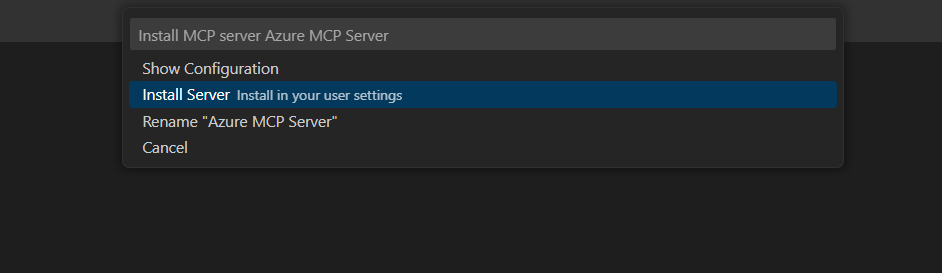 Install MCP server Azure MCP Server
Show Configuration
Install Server Install in your user settings
Rename "Azure MCP Server"
Cancel